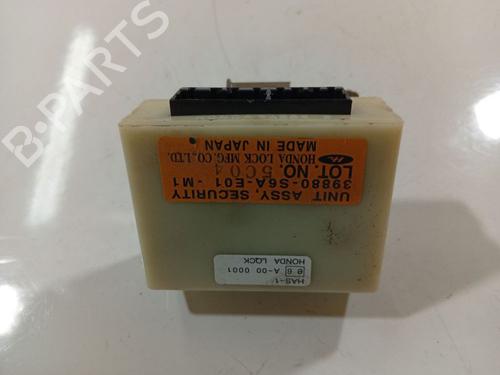 UNIT ASSY, SECURITY
39880-S6A-E01 -M1
LOT. NO. 5C04
HONDA LOCK MFG CO.,LTD.
MADE IN JAPAN
HAS-1
e6 A-00 0001
HONDA LOCK
B-PARTS